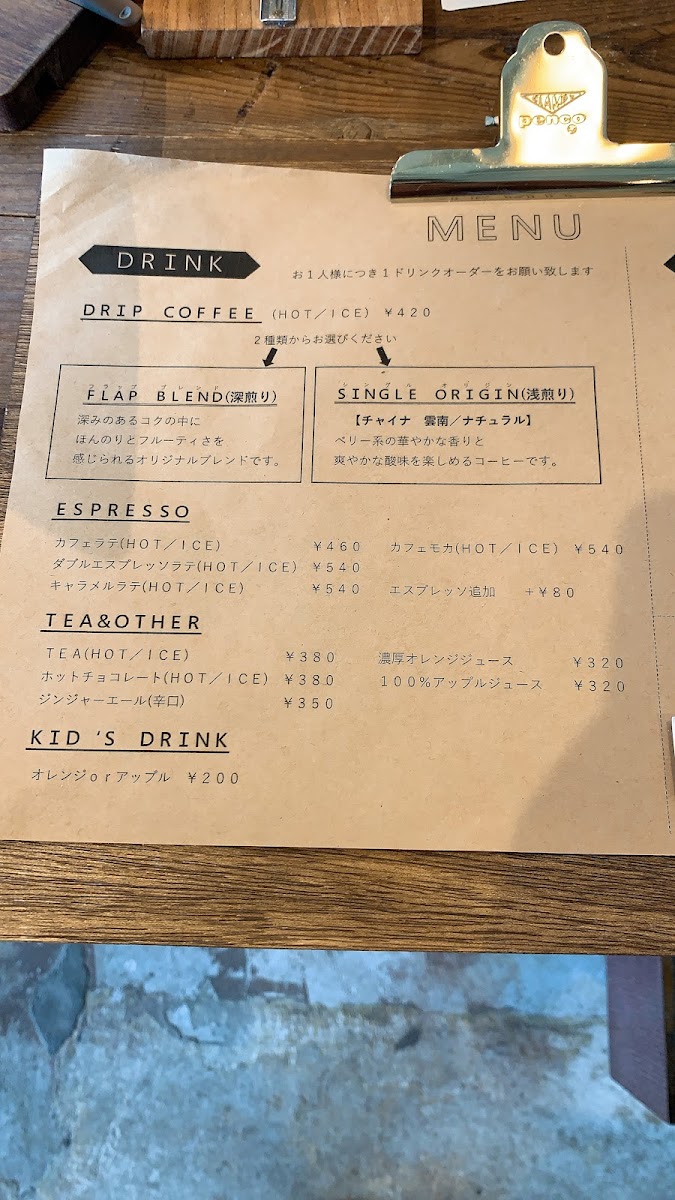 penco
MENU
DRINK
お1人様につき1ドリンクオーダーをお願い致します
DRIP COFFEE (HOT/ICE) ¥420
2種類からお選びください
フラップ ブレンド
FLAP BLEND(深煎り)
深みのあるコクの中に
ほんのりとフルーティさを
感じられるオリジナルブレンドです。
シングル オリジン
SINGLE ORIGIN(浅煎り)
【チャイナ 雲南/ナチュラル】
ベリー系の華やかな香りと
爽やかな酸味を楽しめるコーヒーです。
ESPRESSO
カフェラテ(HOT/ICE) ¥460 カフェモカ(HOT/ICE) ¥540
ダブルエスプレッソラテ(HOT/ICE) ¥540
キャラメルラテ(HOT/ICE) ¥540 エスプレッソ追加 +¥80
TEA&OTHER
TEA(HOT/ICE) ¥380 濃厚オレンジジュース ¥320
ホットチョコレート(HOT/ICE) ¥380 100%アップルジュース ¥320
ジンジャーエール(辛口) ¥350
KID'S DRINK
オレンジorアップル ¥200